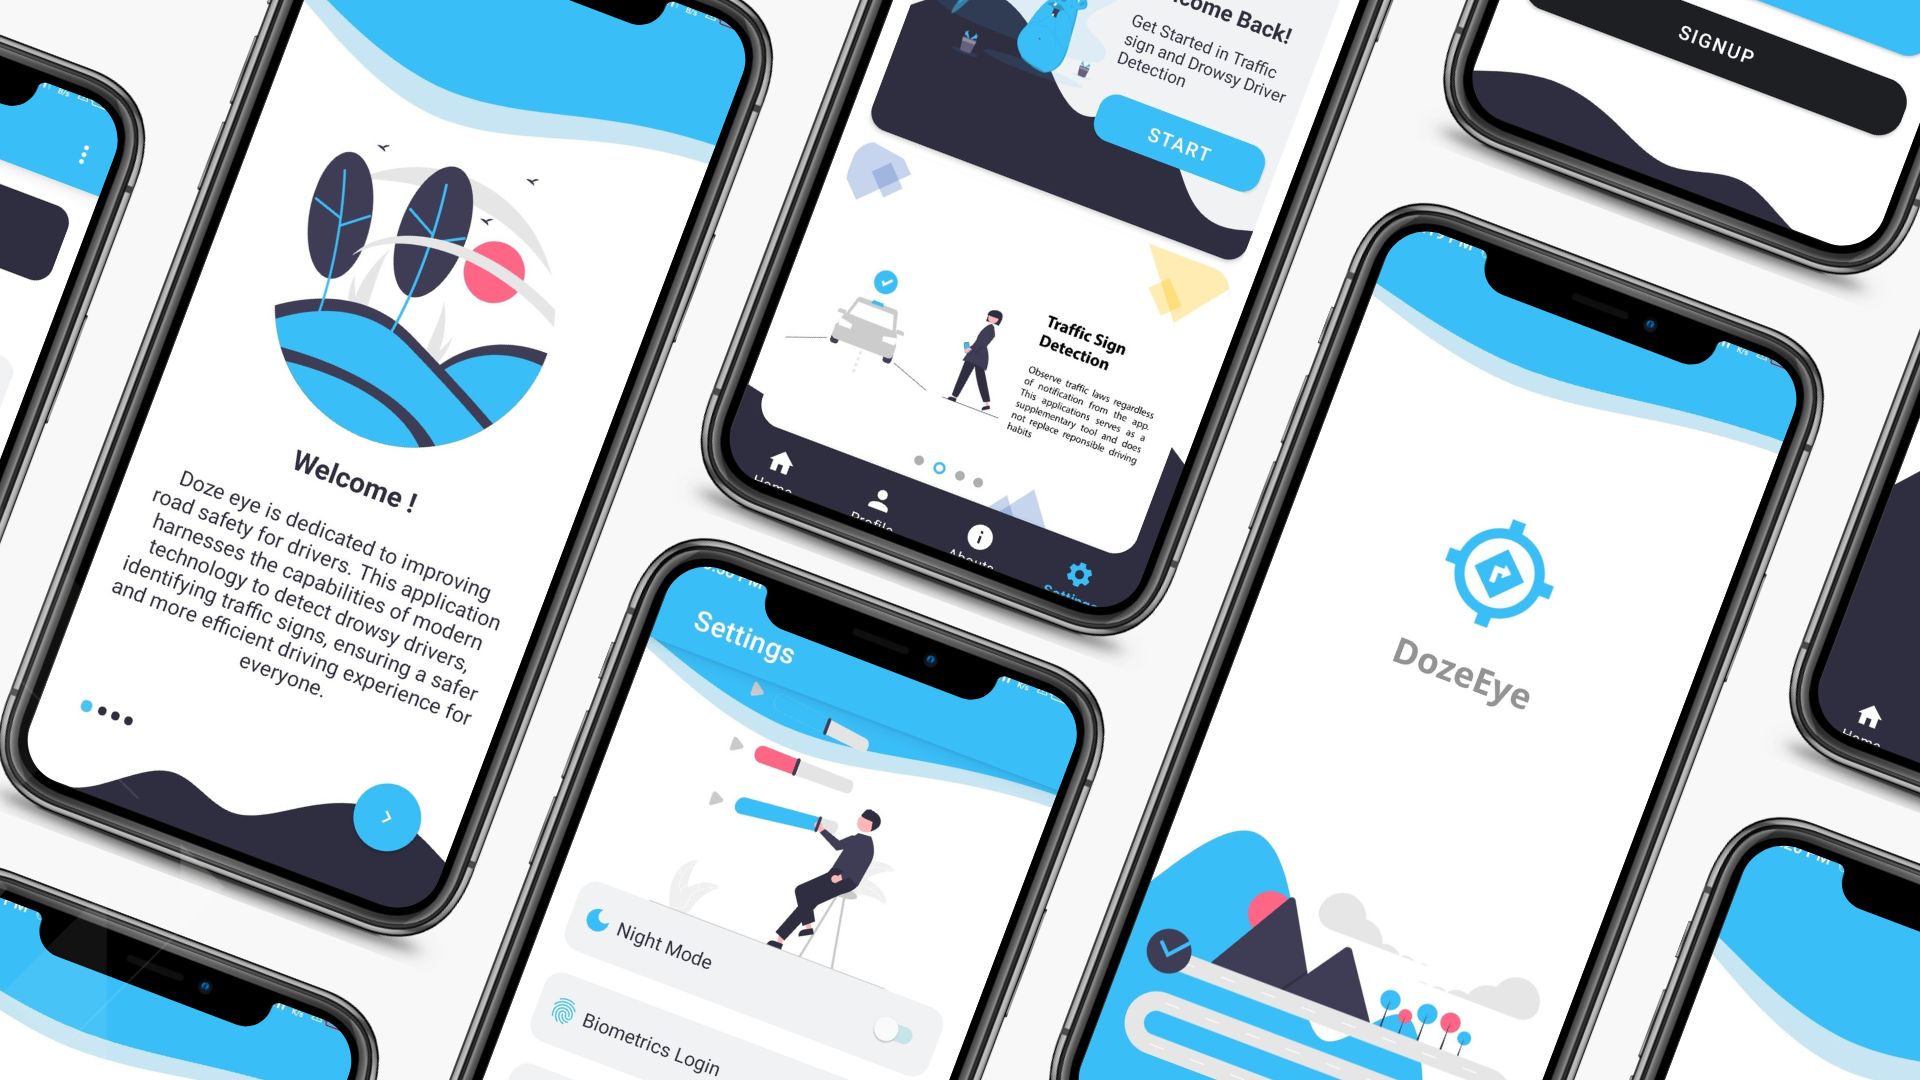 Welcome !
Doze eye is dedicated to improving
road safety for drivers. This application
harnesses the capabilities of modern
technology to detect drowsy drivers,
identifying traffic signs, ensuring a safer
and more efficient driving experience for
everyone.
come Back!
Get Started in Traffic
sign and Drowsy Driver
Detection
START
Traffic Sign
Detection
Observe traffic laws regardless
of notification from the app.
This applications serves as a
supplementary tool and does
not replace reponsible driving
habits
Home
Profile
Abouts
Settings
Settings
Night Mode
Biometrics Login
SIGNUP
DozeEye
Home